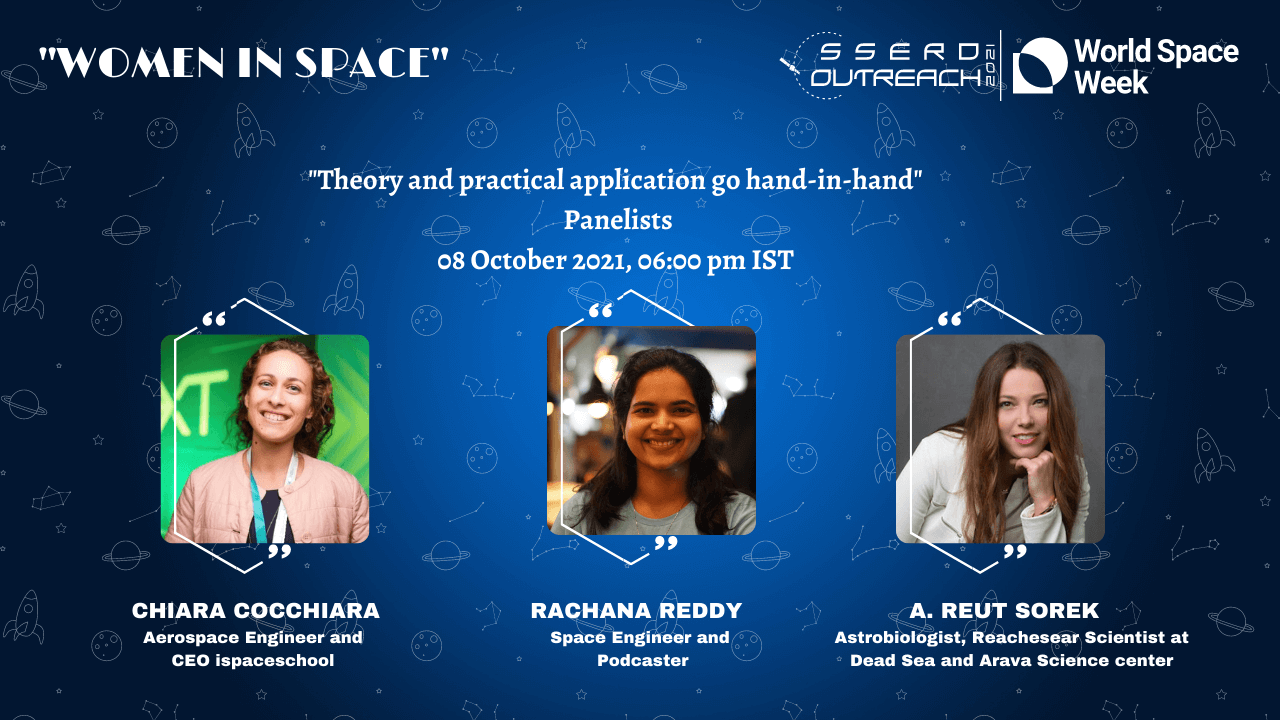 "WOMEN IN SPACE"
SSERD
OUTREACH 2021
World Space
Week
"Theory and practical application go hand-in-hand"
Panelists
08 October 2021, 06:00 pm IST
XT
CHIARA COCCHIARA
Aerospace Engineer and
CEO ispaceschool
RACHANA REDDY
Space Engineer and
Podcaster
A. REUT SOREK
Astrobiologist, Reachesear Scientist at
Dead Sea and Arava Science center